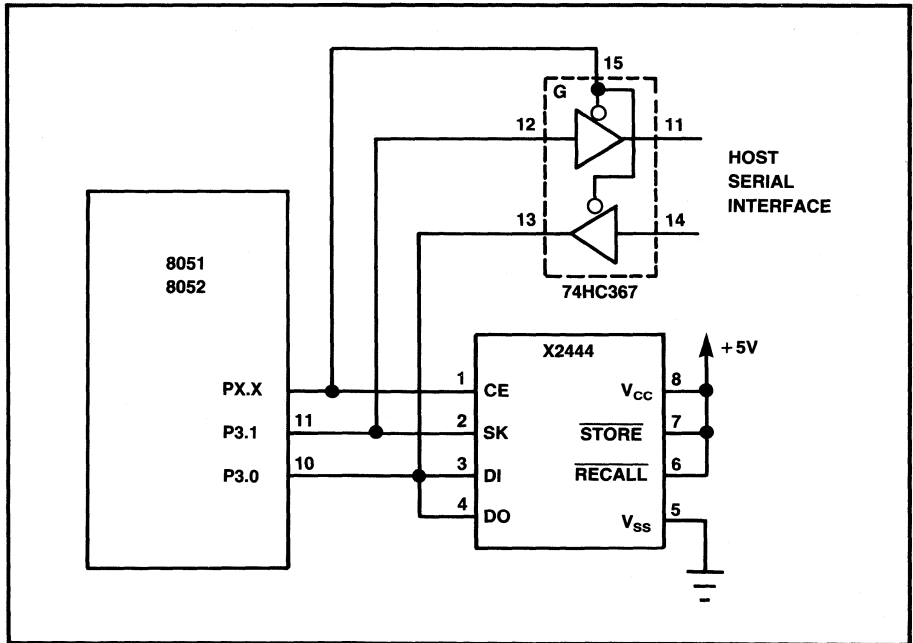 15
G
12
11
HOST
SERIAL
INTERFACE
13
14
74HC367
8051
8052
X2444
+5V
PX.X
1
CE
VCC
8
P3.1
11
2
SK
STORE
7
P3.0
10
3
DI
RECALL
6
4
DO
VSS
5